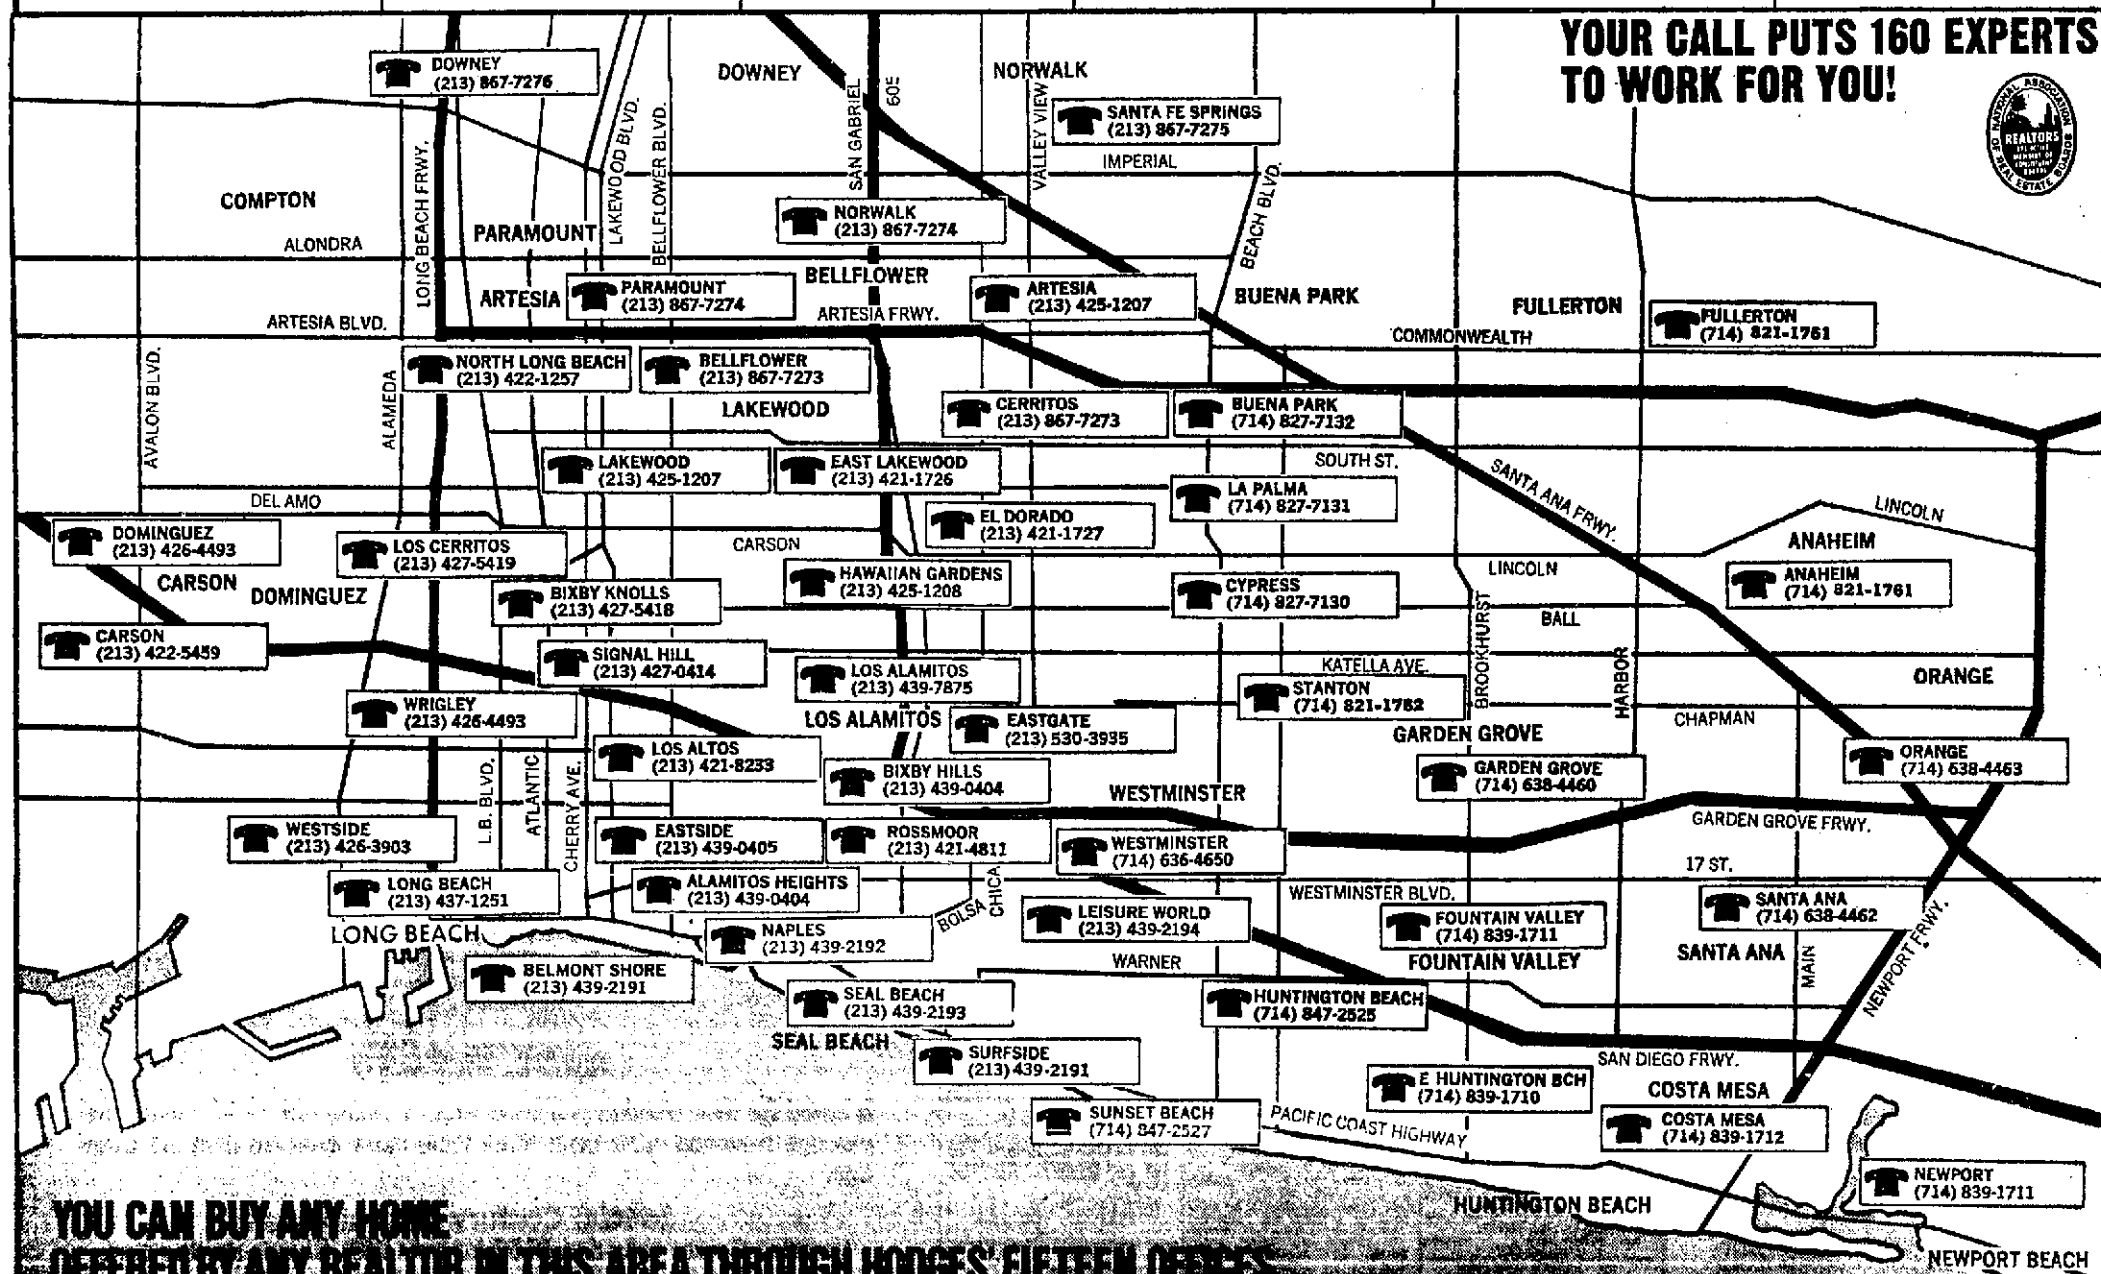 YOUR CALL PUTS 160 EXPERTS
TO WORK FOR YOU!
NATIONAL ASSOCIATION
OF REAL ESTATE BOARDS
REALTORS
DOWNEY
(213) 867-7276
DOWNEY
605
NORWALK
SANTA FE SPRINGS
(213) 867-7275
IMPERIAL
LONG BEACH FRWY.
LAKEWOOD BLVD.
BELLFLOWER BLVD.
SAN GABRIEL
VALLEY VIEW
BEACH BLVD.
COMPTON
PARAMOUNT
NORWALK
(213) 867-7274
ALONDRA
BELLFLOWER
ARTESIA
PARAMOUNT
(213) 867-7274
ARTESIA
(213) 425-1207
BUENA PARK
FULLERTON
FULLERTON
(714) 821-1761
ARTESIA BLVD.
ARTESIA FRWY.
COMMONWEALTH
AVALON BLVD.
ALAMEDA
NORTH LONG BEACH
(213) 422-1257
BELLFLOWER
(213) 867-7273
LAKEWOOD
CERRITOS
(213) 867-7273
BUENA PARK
(714) 827-7132
LAKEWOOD
(213) 425-1207
EAST LAKEWOOD
(213) 421-1726
SOUTH ST.
SANTA ANA FRWY.
LA PALMA
(714) 827-7131
DEL AMO
LINCOLN
DOMINGUEZ
(213) 426-4493
LOS CERRITOS
(213) 427-5419
CARSON
EL DORADO
(213) 421-1727
ANAHEIM
CARSON
DOMINGUEZ
BIXBY KNOLLS
(213) 427-5418
HAWAIIAN GARDENS
(213) 425-1208
CYPRESS
(714) 827-7130
LINCOLN
ANAHEIM
(714) 821-1761
BALL
BROOKHURST
CARSON
(213) 422-5459
SIGNAL HILL
(213) 427-0414
LOS ALAMITOS
(213) 439-7875
KATELLA AVE.
HARBOR
ORANGE
STANTON
(714) 821-1762
WRIGLEY
(213) 426-4493
LOS ALAMITOS
EASTGATE
(213) 530-3935
GARDEN GROVE
CHAPMAN
LOS ALTOS
(213) 421-8233
BIXBY HILLS
(213) 439-0404
GARDEN GROVE
(714) 638-4460
ORANGE
(714) 638-4463
L.B. BLVD.
ATLANTIC
CHERRY AVE.
WESTMINSTER
WESTSIDE
(213) 426-3903
EASTSIDE
(213) 439-0405
ROSSMOOR
(213) 421-4811
WESTMINSTER
(714) 636-4650
GARDEN GROVE FRWY.
17 ST.
LONG BEACH
(213) 437-1251
ALAMITOS HEIGHTS
(213) 439-0404
BOLSA CHICA
WESTMINSTER BLVD.
LEISURE WORLD
(213) 439-2194
FOUNTAIN VALLEY
(714) 839-1711
SANTA ANA
(714) 638-4462
LONG BEACH
NAPLES
(213) 439-2192
FOUNTAIN VALLEY
SANTA ANA
MAIN
NEWPORT FRWY.
WARNER
BELMONT SHORE
(213) 439-2191
SEAL BEACH
(213) 439-2193
HUNTINGTON BEACH
(714) 847-2525
SEAL BEACH
SURFSIDE
(213) 439-2191
SAN DIEGO FRWY.
E HUNTINGTON BCH
(714) 839-1710
COSTA MESA
SUNSET BEACH
(714) 847-2527
PACIFIC COAST HIGHWAY
COSTA MESA
(714) 839-1712
NEWPORT
(714) 839-1711
HUNTINGTON BEACH
NEWPORT BEACH
YOU CAN BUY ANY HOME
OFFERED BY ANY REALTOR IN THIS AREA THROUGH HODGES' FIFTEEN OFFICES